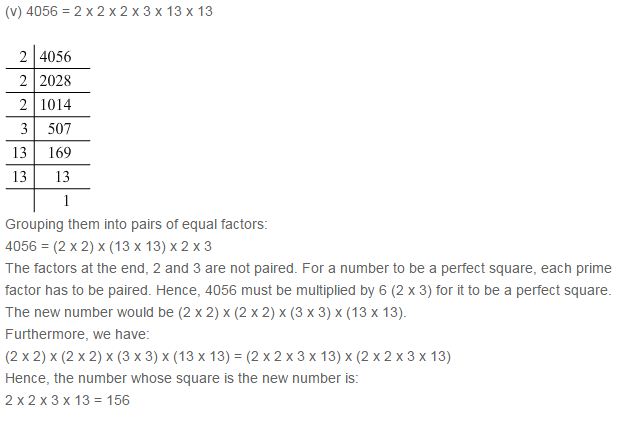 (v) 4056 = 2 x 2 x 2 x 3 x 13 x 13
2 4056
2 2028
2 1014
3 507
13 169
13 13
1
Grouping them into pairs of equal factors:
4056 = (2 x 2) x (13 x 13) x 2 x 3
The factors at the end, 2 and 3 are not paired. For a number to be a perfect square, each prime
factor has to be paired. Hence, 4056 must be multiplied by 6 (2 x 3) for it to be a perfect square.
The new number would be (2 x 2) x (2 x 2) x (3 x 3) x (13 x 13).
Furthermore, we have:
(2 x 2) x (2 x 2) x (3 x 3) x (13 x 13) = (2 x 2 x 3 x 13) x (2 x 2 x 3 x 13)
Hence, the number whose square is the new number is:
2 x 2 x 3 x 13 = 156